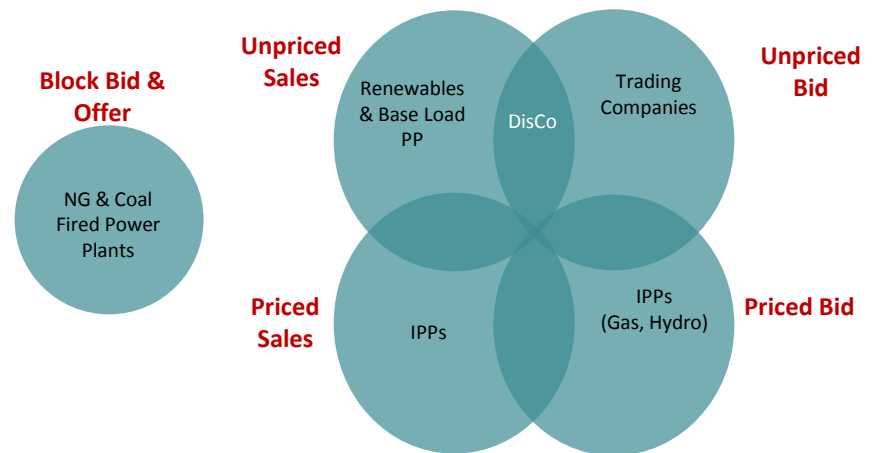 Block Bid &
Offer
NG & Coal
Fired Power
Plants
Unpriced
Sales
Renewables
& Base Load
PP
DisCo
Trading
Companies
Unpriced
Bid
Priced
Sales
IPPs
IPPs
(Gas, Hydro)
Priced Bid